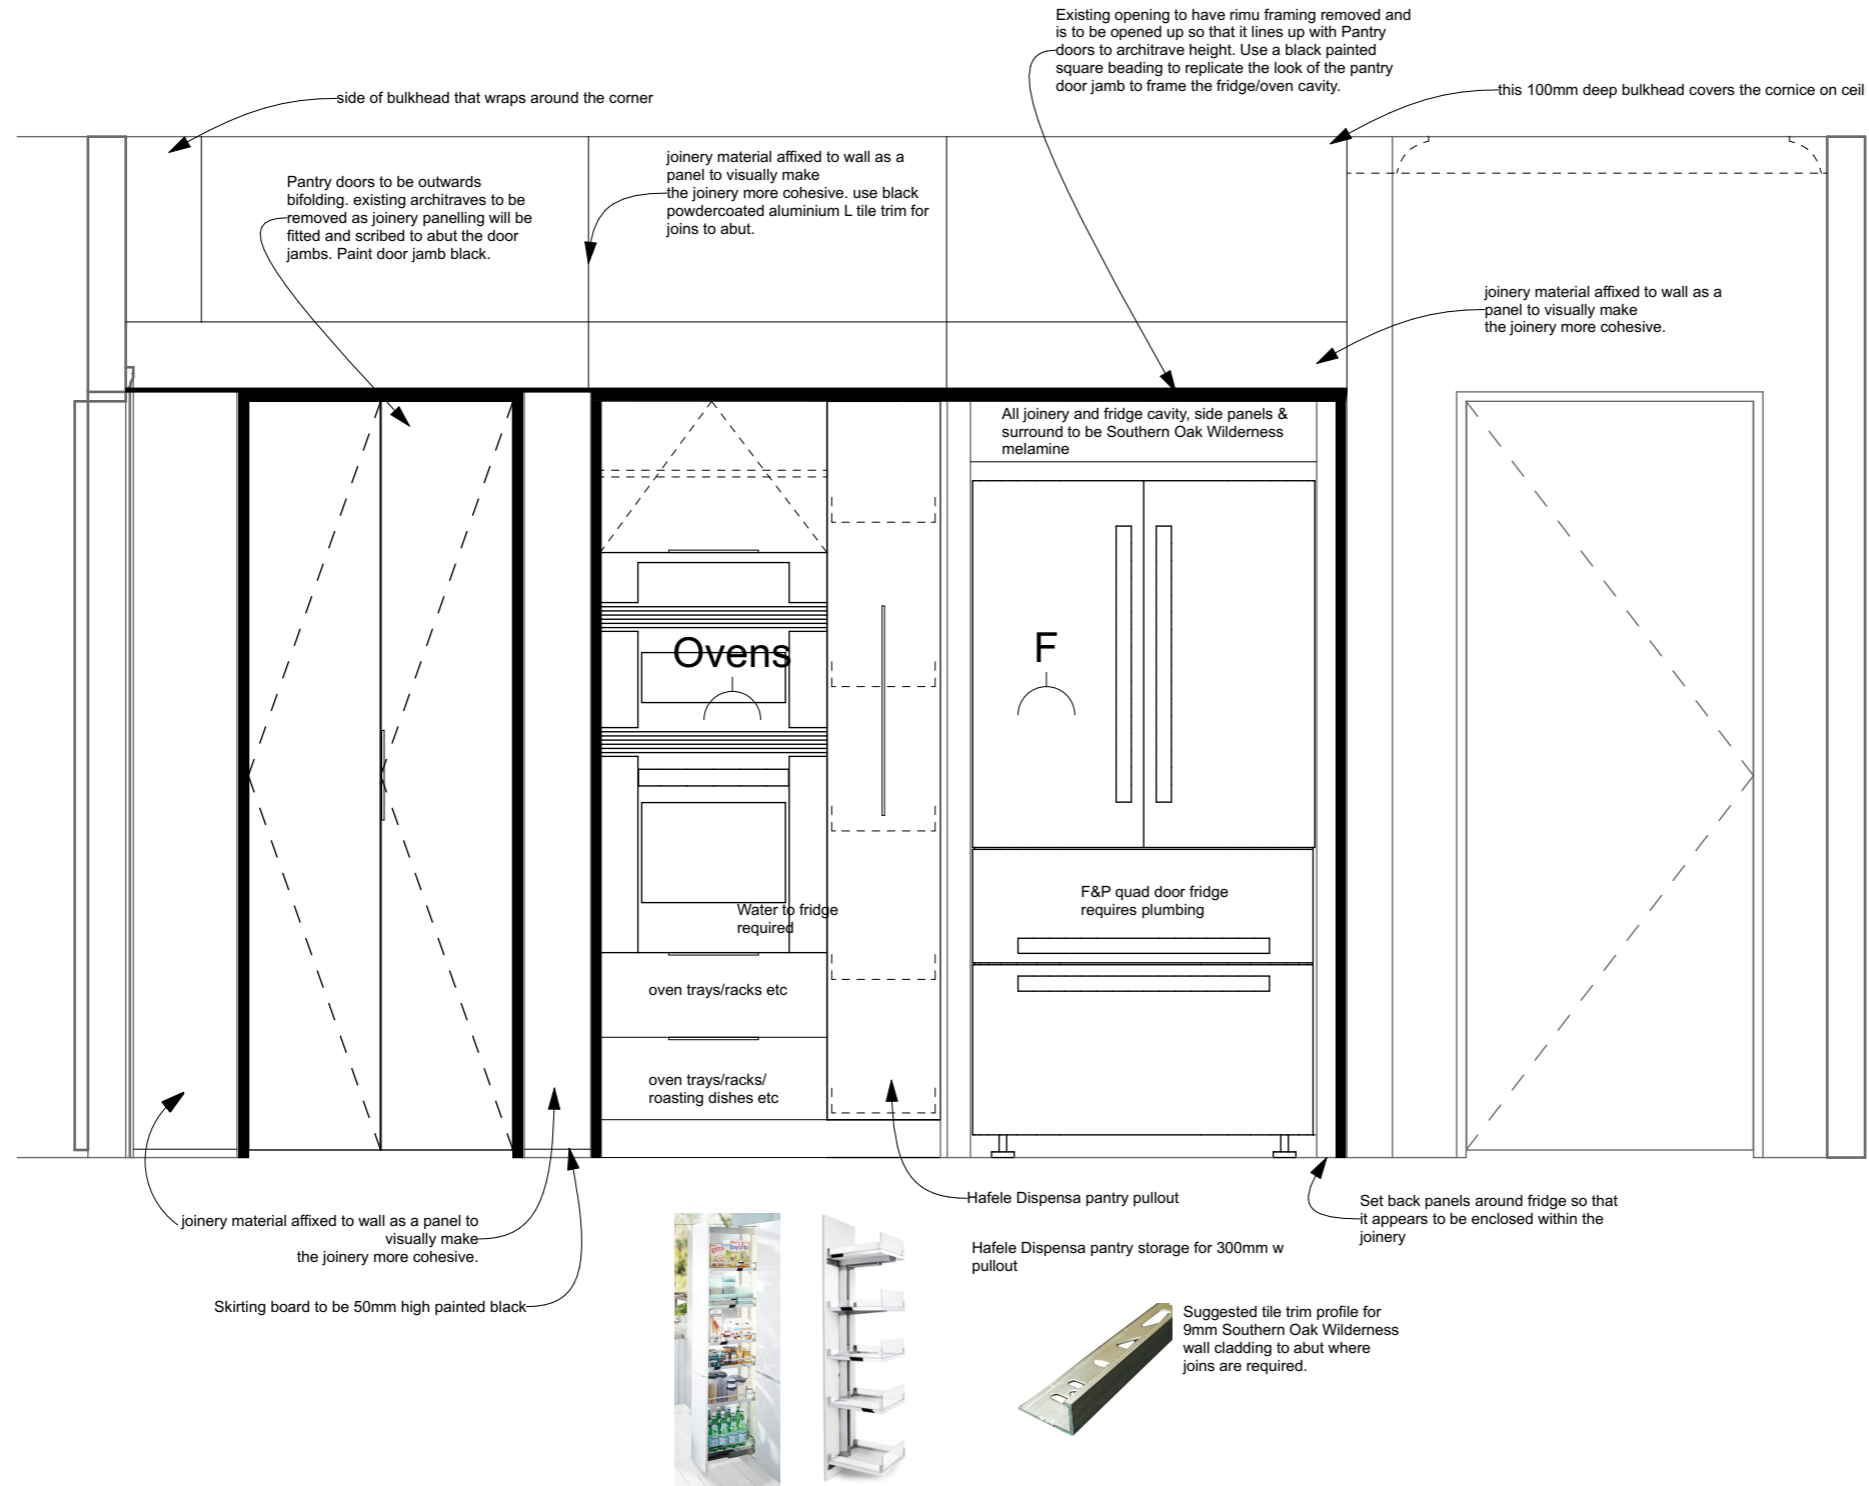 Existing opening to have rimu framing removed and
is to be opened up so that it lines up with Pantry
doors to architrave height. Use a black painted
square beading to replicate the look of the pantry
door jamb to frame the fridge/oven cavity.
side of bulkhead that wraps around the corner
this 100mm deep bulkhead covers the cornice on ceil
Pantry doors to be outwards
bifolding. existing architraves to be
removed as joinery panelling will be
fitted and scribed to abut the door
jambs. Paint door jamb black.
joinery material affixed to wall as a
panel to visually make
the joinery more cohesive. use black
powdercoated aluminium L tile trim for
joins to abut.
joinery material affixed to wall as a
panel to visually make
the joinery more cohesive.
All joinery and fridge cavity, side panels &
surround to be Southern Oak Wilderness
melamine
Ovens
F
Water to fridge
required
F&P quad door fridge
requires plumbing
oven trays/racks etc
oven trays/racks/
roasting dishes etc
Hafele Dispensa pantry pullout
Set back panels around fridge so that
it appears to be enclosed within the
joinery
joinery material affixed to wall as a panel to
visually make
the joinery more cohesive.
Hafele Dispensa pantry storage for 300mm w
pullout
Skirting board to be 50mm high painted black
Suggested tile trim profile for
9mm Southern Oak Wilderness
wall cladding to abut where
joins are required.